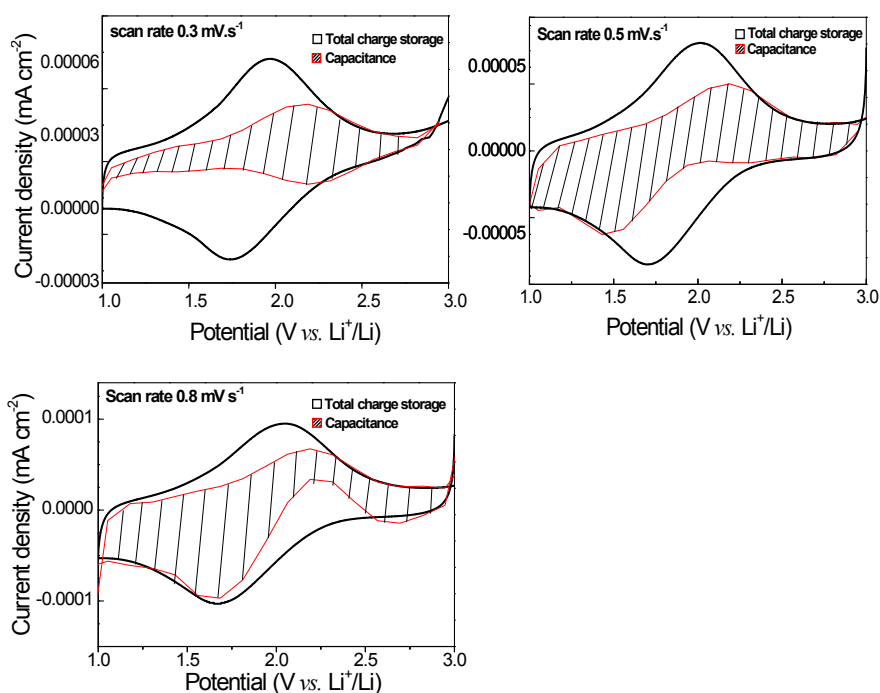 scan rate 0.3 mV.s⁻¹
Total charge storage
Capacitance
0.00006
0.00003
0.00000
-0.00003
Current density (mA cm⁻²)
1.0 1.5 2.0 2.5 3.0
Potential (V vs. Li⁺/Li)
Scan rate 0.5 mV.s⁻¹
Total charge storage
Capacitance
0.00005
0.00000
-0.00005
1.0 1.5 2.0 2.5 3.0
Potential (V vs. Li⁺/Li)
Scan rate 0.8 mV s⁻¹
Total charge storage
Capacitance
0.0001
0.0000
-0.0001
Current density (mA cm⁻²)
1.0 1.5 2.0 2.5 3.0
Potential (V vs. Li⁺/Li)